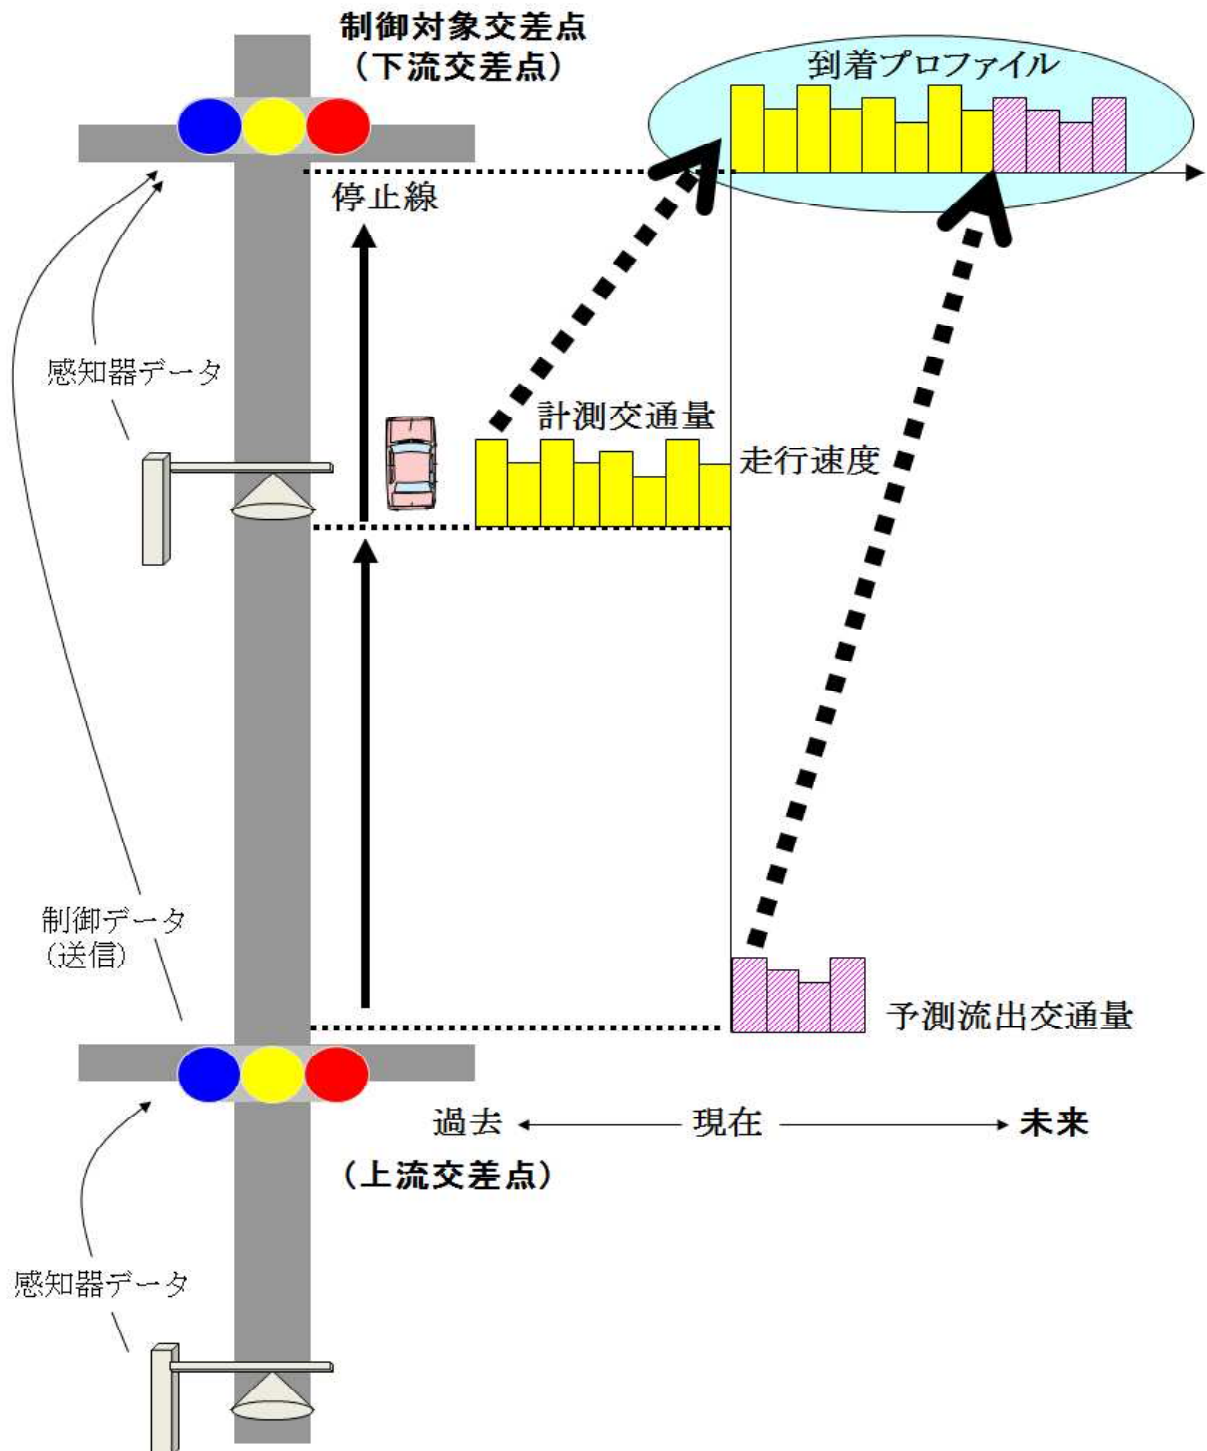 制御対象交差点
（下流交差点）
到着プロファイル
停止線
感知器データ
計測交通量
走行速度
制御データ
(送信)
予測流出交通量
過去
現在
未来
（上流交差点）
感知器データ